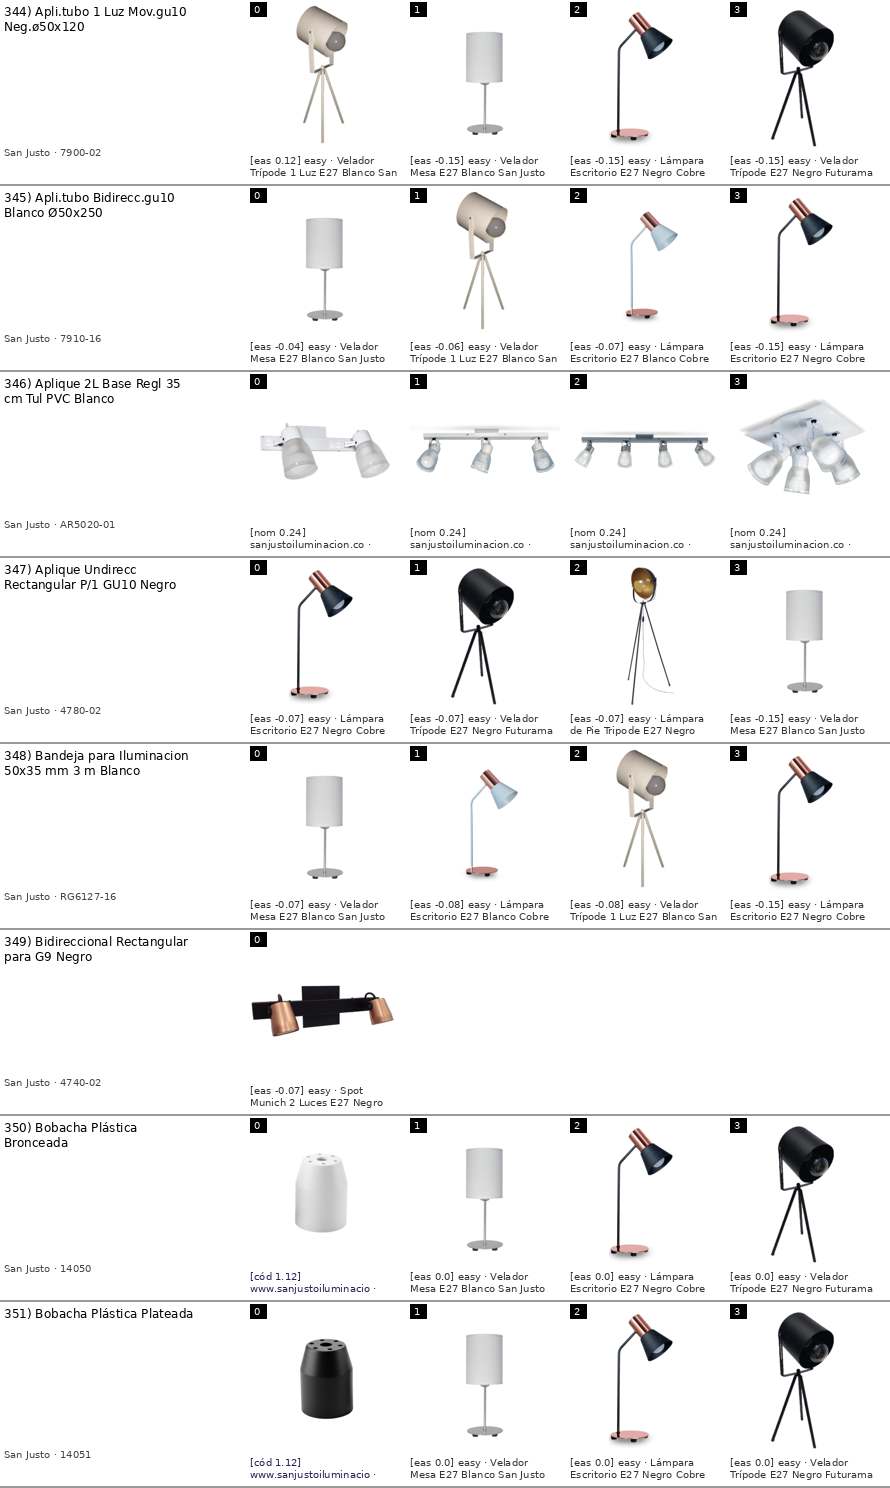 344) Apli.tubo 1 Luz Mov.gu10
Neg.ø50x120
San Justo · 7900-02
0
[eas 0.12] easy · Velador
Trípode 1 Luz E27 Blanco San
1
[eas -0.15] easy · Velador
Mesa E27 Blanco San Justo
2
[eas -0.15] easy · Lámpara
Escritorio E27 Negro Cobre
3
[eas -0.15] easy · Velador
Trípode E27 Negro Futurama
345) Apli.tubo Bidirecc.gu10
Blanco Ø50x250
San Justo · 7910-16
0
[eas -0.04] easy · Velador
Mesa E27 Blanco San Justo
1
[eas -0.06] easy · Velador
Trípode 1 Luz E27 Blanco San
2
[eas -0.07] easy · Lámpara
Escritorio E27 Blanco Cobre
3
[eas -0.15] easy · Lámpara
Escritorio E27 Negro Cobre
346) Aplique 2L Base Regl 35
cm Tul PVC Blanco
San Justo · AR5020-01
0
[nom 0.24]
sanjustoiluminacion.co ·
1
[nom 0.24]
sanjustoiluminacion.co ·
2
[nom 0.24]
sanjustoiluminacion.co ·
3
[nom 0.24]
sanjustoiluminacion.co ·
347) Aplique Undirecc
Rectangular P/1 GU10 Negro
San Justo · 4780-02
0
[eas -0.07] easy · Lámpara
Escritorio E27 Negro Cobre
1
[eas -0.07] easy · Velador
Trípode E27 Negro Futurama
2
[eas -0.07] easy · Lámpara
de Pie Tripode E27 Negro
3
[eas -0.15] easy · Velador
Mesa E27 Blanco San Justo
348) Bandeja para Iluminacion
50x35 mm 3 m Blanco
San Justo · RG6127-16
0
[eas -0.07] easy · Velador
Mesa E27 Blanco San Justo
1
[eas -0.08] easy · Lámpara
Escritorio E27 Blanco Cobre
2
[eas -0.08] easy · Velador
Trípode 1 Luz E27 Blanco San
3
[eas -0.15] easy · Lámpara
Escritorio E27 Negro Cobre
349) Bidireccional Rectangular
para G9 Negro
San Justo · 4740-02
0
[eas -0.07] easy · Spot
Munich 2 Luces E27 Negro
350) Bobacha Plástica
Bronceada
San Justo · 14050
0
[cód 1.12]
www.sanjustoiluminacio ·
1
[eas 0.0] easy · Velador
Mesa E27 Blanco San Justo
2
[eas 0.0] easy · Lámpara
Escritorio E27 Negro Cobre
3
[eas 0.0] easy · Velador
Trípode E27 Negro Futurama
351) Bobacha Plástica Plateada
San Justo · 14051
0
[cód 1.12]
www.sanjustoiluminacio ·
1
[eas 0.0] easy · Velador
Mesa E27 Blanco San Justo
2
[eas 0.0] easy · Lámpara
Escritorio E27 Negro Cobre
3
[eas 0.0] easy · Velador
Trípode E27 Negro Futurama